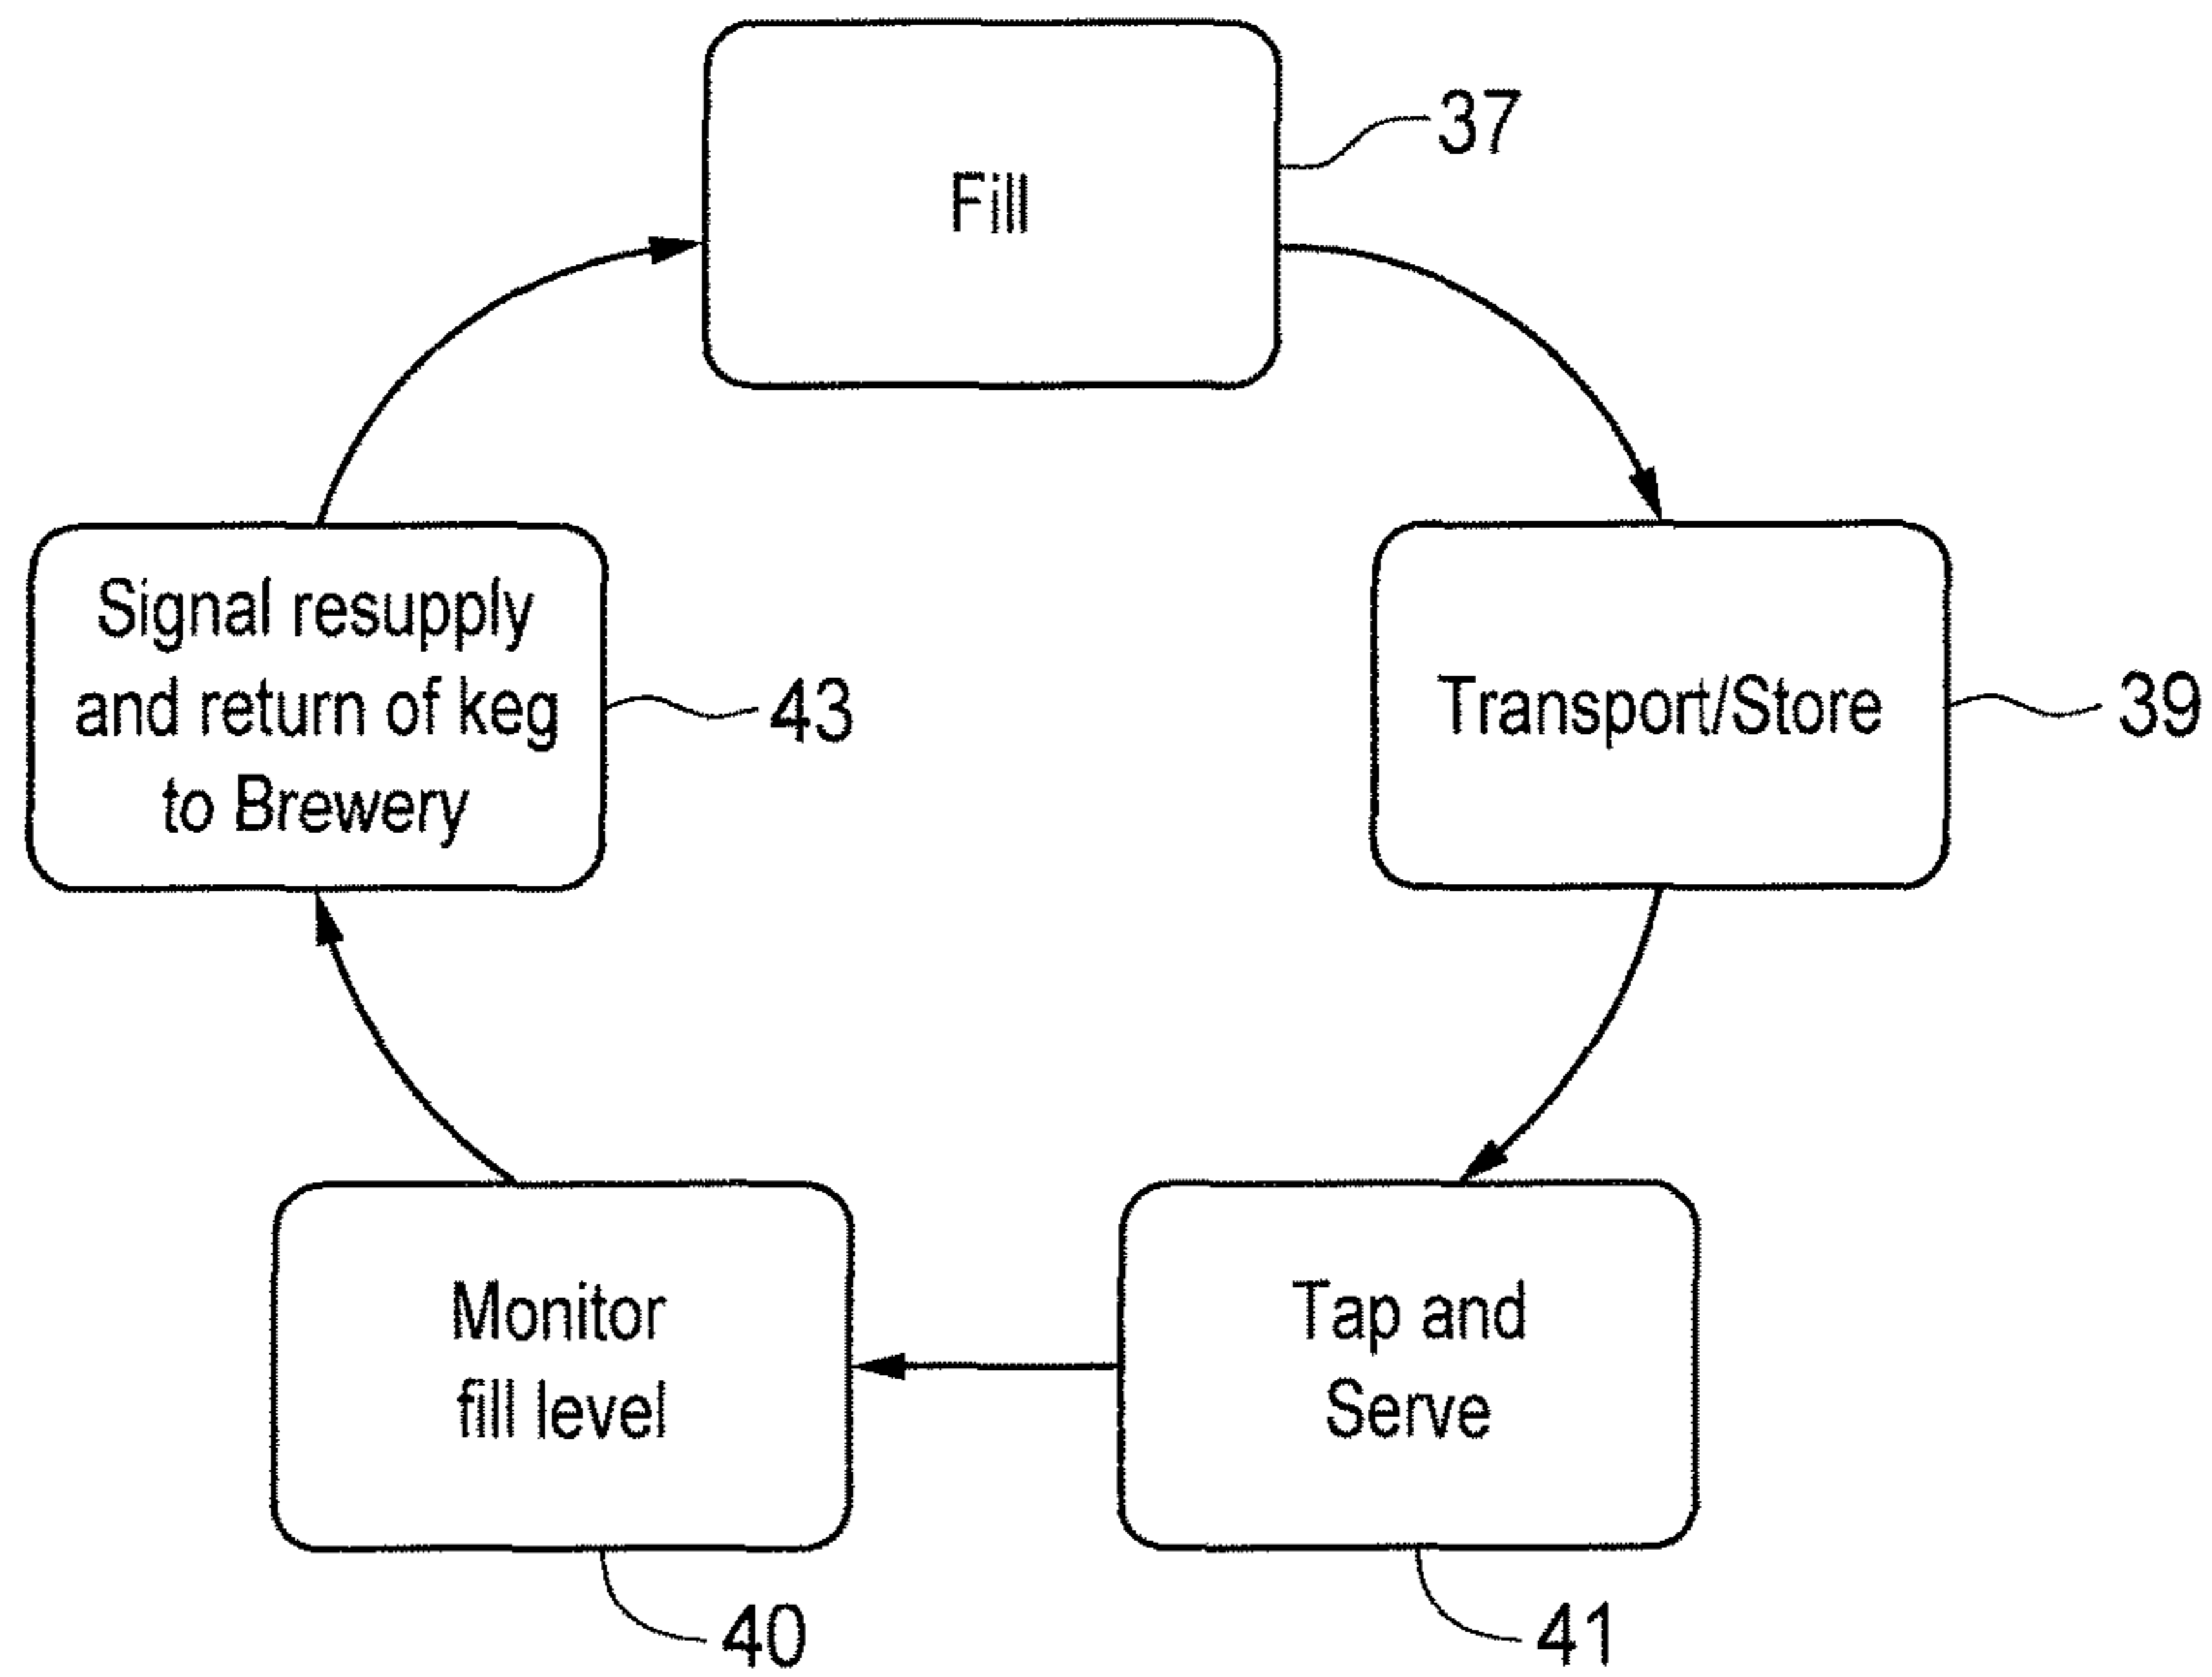 Fill
37
Signal resupply
and return of keg
to Brewery
43
Transport/Store
39
Monitor
fill level
40
Tap and
Serve
41